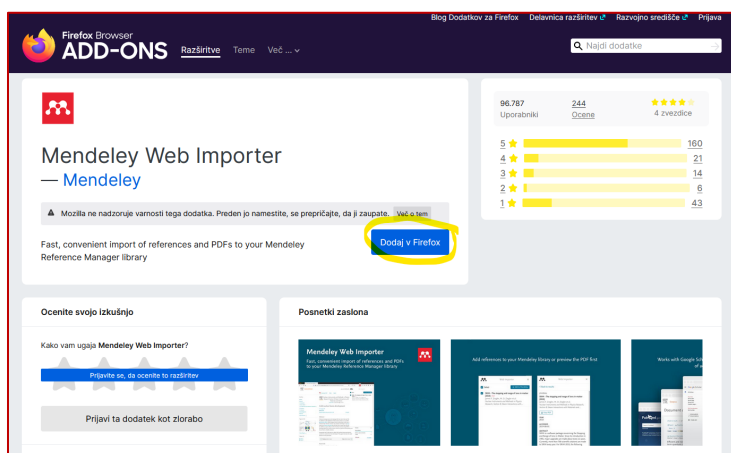 Blog Dodatkov za Firefox Delavnica razširitev Razvojno središče Prijava
Firefox Browser
ADD-ONS
Razširitve Teme Več ...
Najdi dodatke
Mendeley Web Importer
— Mendeley
Mozilla ne nadzoruje varnosti tega dodatka. Preden jo namestite, se prepričajte, da ji zaupate. Več o tem
Fast, convenient import of references and PDFs to your Mendeley
Reference Manager library
Dodaj v Firefox
96.787 244
Uporabniki Ocene 4 zvezdice
5 160
4 21
3 14
2 6
1 43
Ocenite svojo izkušnjo
Kako vam ugaja Mendeley Web Importer?
Prijavite se, da ocenite to razširitev
Prijavi ta dodatek kot zlorabo
Posnetki zaslona
Mendeley Web Importer
Fast, convenient import of references and PDFs
to your Mendeley Reference Manager library
Add references to your Mendeley library or preview the PDF first
Works with Google Sch